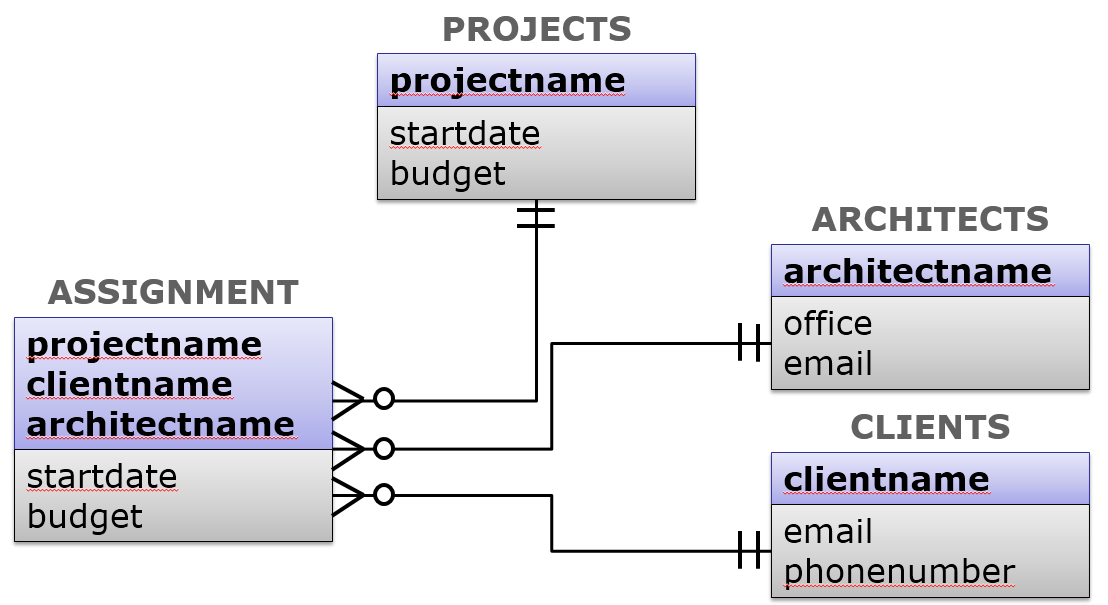 PROJECTS
projectname
startdate
budget
ARCHITECTS
architectname
office
email
ASSIGNMENT
projectname
clientname
architectname
startdate
budget
CLIENTS
clientname
email
phonenumber